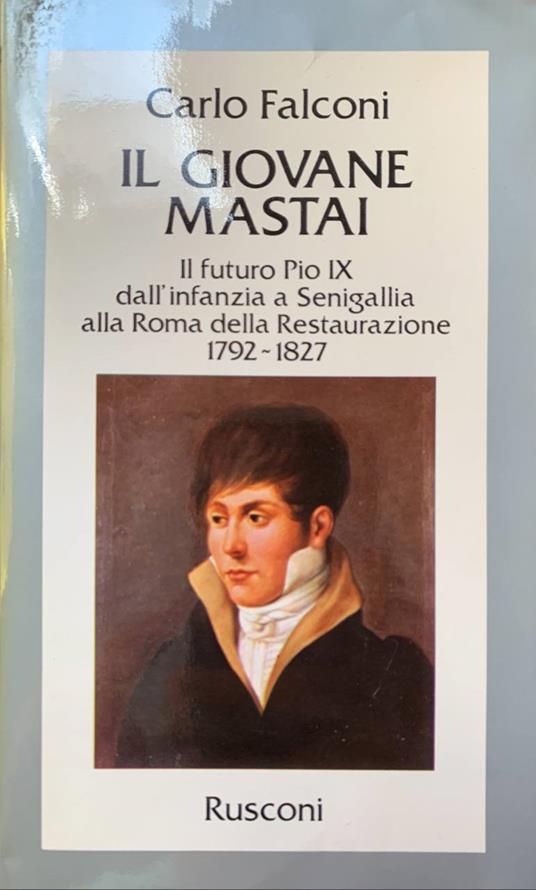 Carlo Falconi
IL GIOVANE
MASTAI
Il futuro Pio IX
dall'infanzia a Senigallia
alla Roma della Restaurazione
1792~1827
Rusconi